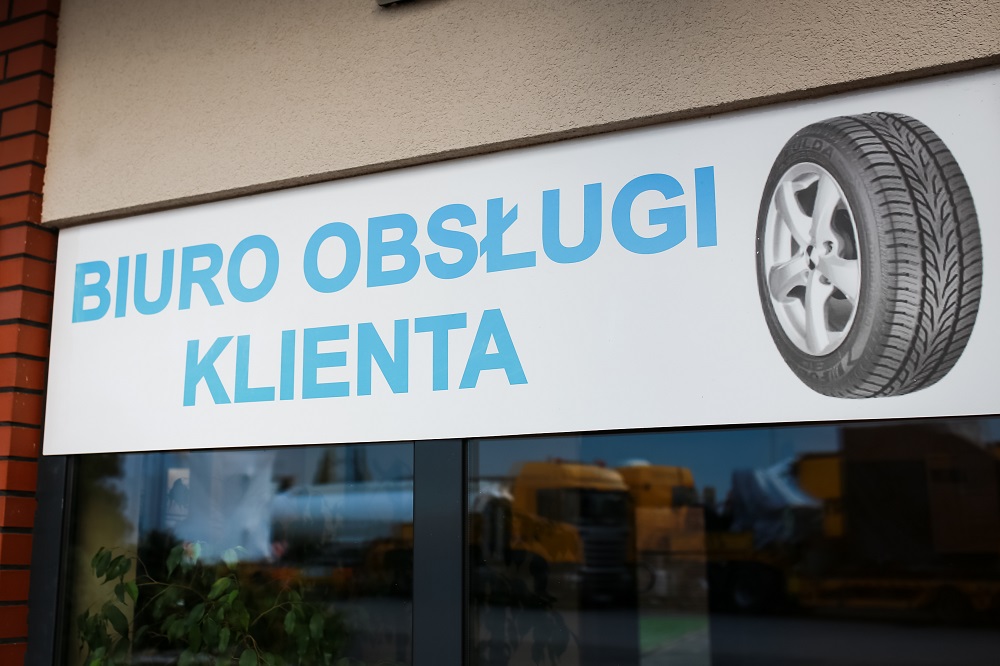 BIURO OBSŁUGI
KLIENTA